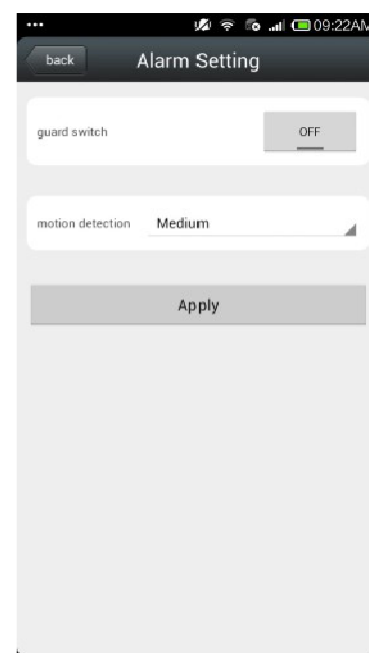 09:22AM
back
Alarm Setting
guard switch
OFF
motion detection
Medium
Apply